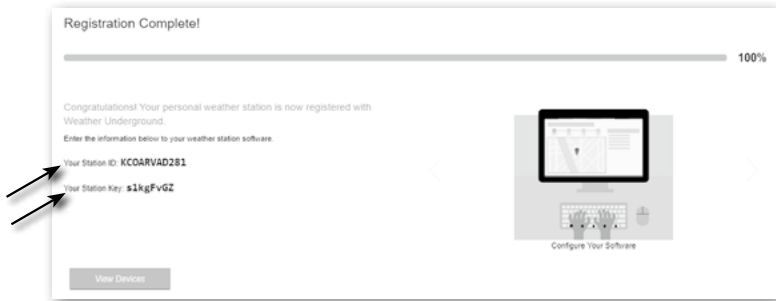 Registration Complete!
100%
Congratulations! Your personal weather station is now registered with
Weather Underground.
Enter the information below to your weather station software.
Your Station ID: KCOARVAD281
Your Station Key: s1kgFvGZ
Configure Your Software
View Devices